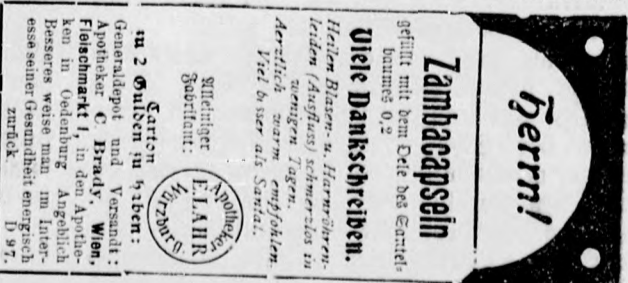 Herrn!
Zambacapseln
gefüllt mit dem Oele des Santel-
baumes 0,2
Viele Dankschreiben.
Heilen Blasen- u. Harnröhren-
leiden (Ausfluss) schmerzlos in
wenigen Tagen.
Aerztlich warm empfohlen.
Viel besser als Santal.
Alleiniger
Fabrikant:
Apotheker
E. LAHR
Würzburg
Carton
zu 2 Gulden zu haben:
Generaldepot und Versandt:
Apotheker C. Brady, Wien,
Fleischmarkt 1, in den Apothe-
ken in Oedenburg Angeblich
Besseres weise man im Inter-
esse seiner Gesundheit energisch
zurück. D 97.